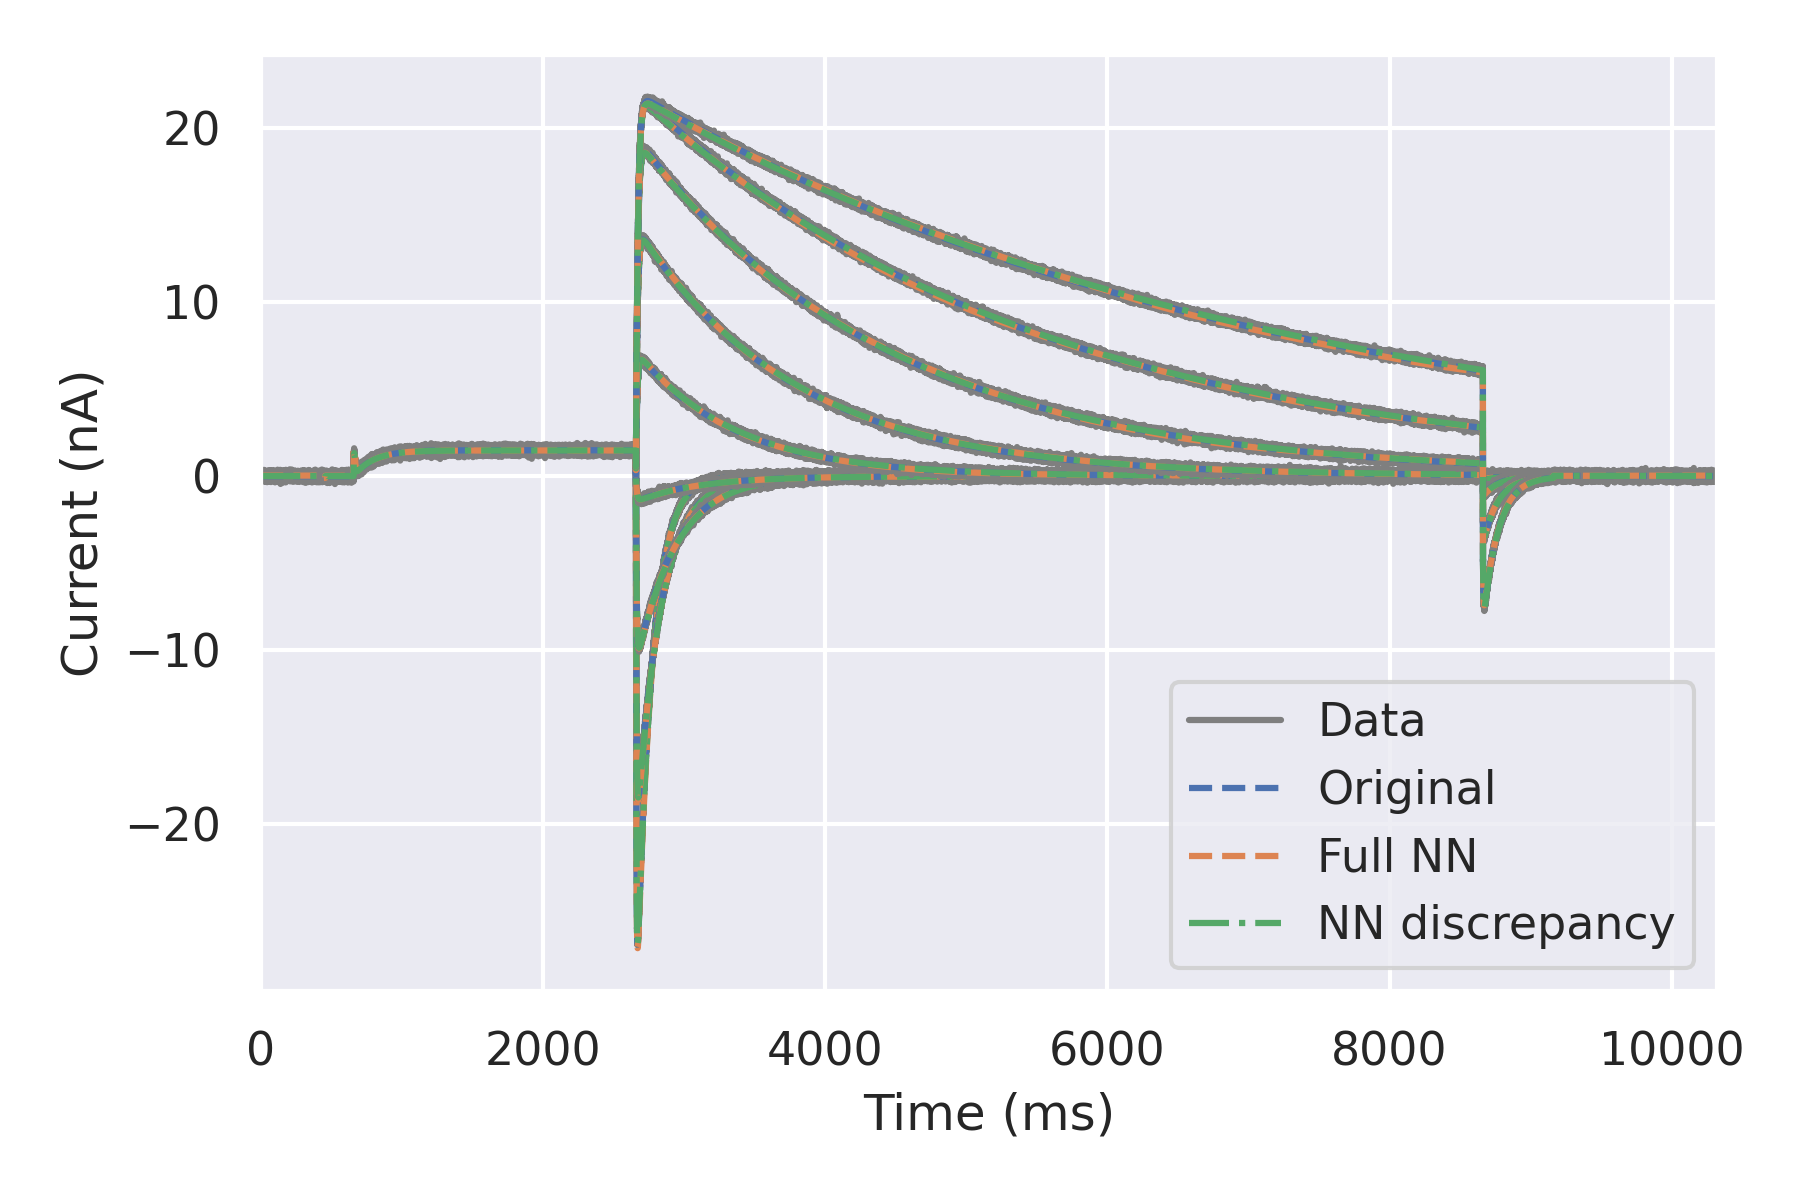 20
10
0
−10
−20
Current (nA)
0 2000 4000 6000 8000 10000
Time (ms)
Data
Original
Full NN
NN discrepancy